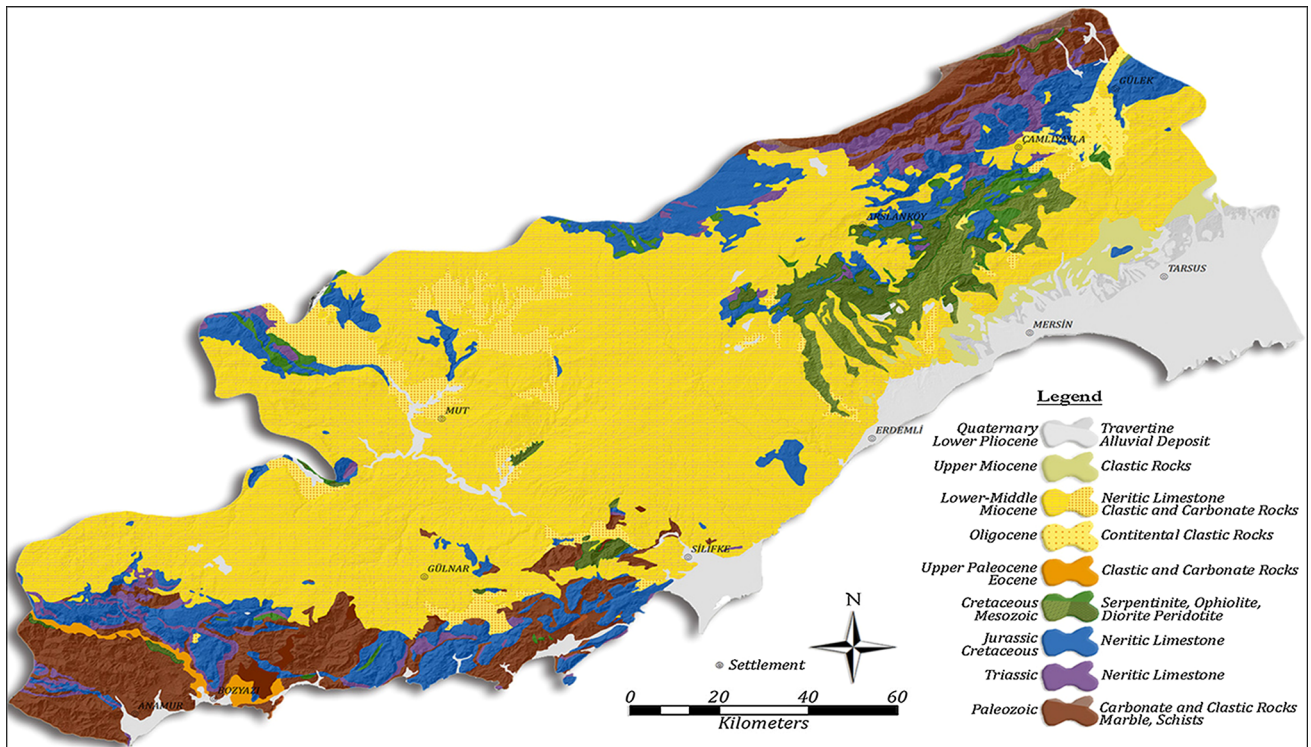 GÜLEK
ÇAMLIYAYLA
ARSLANKÖY
TARSUS
MERSİN
MUT
ERDEMLİ
SİLİFKE
GÜLNAR
BOZYAZI
ANAMUR
Legend
Quaternary
Lower Pliocene
Travertine
Alluvial Deposit
Upper Miocene
Clastic Rocks
Lower-Middle
Miocene
Neritic Limestone
Clastic and Carbonate Rocks
Oligocene
Contitental Clastic Rocks
Upper Paleocene
Eocene
Clastic and Carbonate Rocks
Cretaceous
Mesozoic
Serpentinite, Ophiolite,
Diorite Peridotite
Jurassic
Cretaceous
Neritic Limestone
Triassic
Neritic Limestone
Paleozoic
Carbonate and Clastic Rocks
Marble, Schists
N
Settlement
0 20 40 60
Kilometers